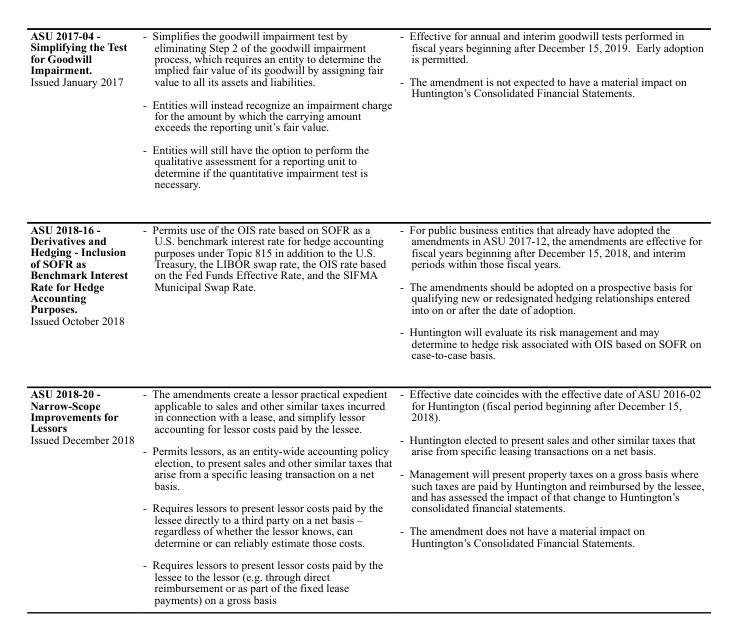 ASU 2017-04 -
Simplifying the Test
for Goodwill
Impairment.
Issued January 2017
- Simplifies the goodwill impairment test by
eliminating Step 2 of the goodwill impairment
process, which requires an entity to determine the
implied fair value of its goodwill by assigning fair
value to all its assets and liabilities.
- Entities will instead recognize an impairment charge
for the amount by which the carrying amount
exceeds the reporting unit's fair value.
- Entities will still have the option to perform the
qualitative assessment for a reporting unit to
determine if the quantitative impairment test is
necessary.
- Effective for annual and interim goodwill tests performed in
fiscal years beginning after December 15, 2019. Early adoption
is permitted.
- The amendment is not expected to have a material impact on
Huntington's Consolidated Financial Statements.
ASU 2018-16 -
Derivatives and
Hedging - Inclusion
of SOFR as
Benchmark Interest
Rate for Hedge
Accounting
Purposes.
Issued October 2018
- Permits use of the OIS rate based on SOFR as a
U.S. benchmark interest rate for hedge accounting
purposes under Topic 815 in addition to the U.S.
Treasury, the LIBOR swap rate, the OIS rate based
on the Fed Funds Effective Rate, and the SIFMA
Municipal Swap Rate.
- For public business entities that already have adopted the
amendments in ASU 2017-12, the amendments are effective for
fiscal years beginning after December 15, 2018, and interim
periods within those fiscal years.
- The amendments should be adopted on a prospective basis for
qualifying new or redesignated hedging relationships entered
into on or after the date of adoption.
- Huntington will evaluate its risk management and may
determine to hedge risk associated with OIS based on SOFR on
case-to-case basis.
ASU 2018-20 -
Narrow-Scope
Improvements for
Lessors
Issued December 2018
- The amendments create a lessor practical expedient
applicable to sales and other similar taxes incurred
in connection with a lease, and simplify lessor
accounting for lessor costs paid by the lessee.
- Permits lessors, as an entity-wide accounting policy
election, to present sales and other similar taxes that
arise from a specific leasing transaction on a net
basis.
- Requires lessors to present lessor costs paid by the
lessee directly to a third party on a net basis –
regardless of whether the lessor knows, can
determine or can reliably estimate those costs.
- Requires lessors to present lessor costs paid by the
lessee to the lessor (e.g. through direct
reimbursement or as part of the fixed lease
payments) on a gross basis
- Effective date coincides with the effective date of ASU 2016-02
for Huntington (fiscal period beginning after December 15,
2018).
- Huntington elected to present sales and other similar taxes that
arise from specific leasing transactions on a net basis.
- Management will present property taxes on a gross basis where
such taxes are paid by Huntington and reimbursed by the lessee,
and has assessed the impact of that change to Huntington's
consolidated financial statements.
- The amendment does not have a material impact on
Huntington's Consolidated Financial Statements.